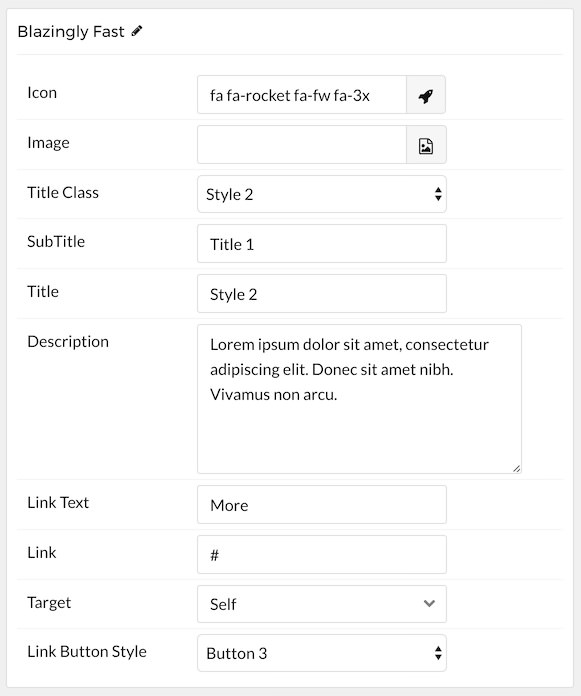 Blazingly Fast
Icon fa fa-rocket fa-fw fa-3x
Image
Title Class Style 2
SubTitle Title 1
Title Style 2
Description Lorem ipsum dolor sit amet, consectetur
adipiscing elit. Donec sit amet nibh.
Vivamus non arcu.
Link Text More
Link #
Target Self
Link Button Style Button 3